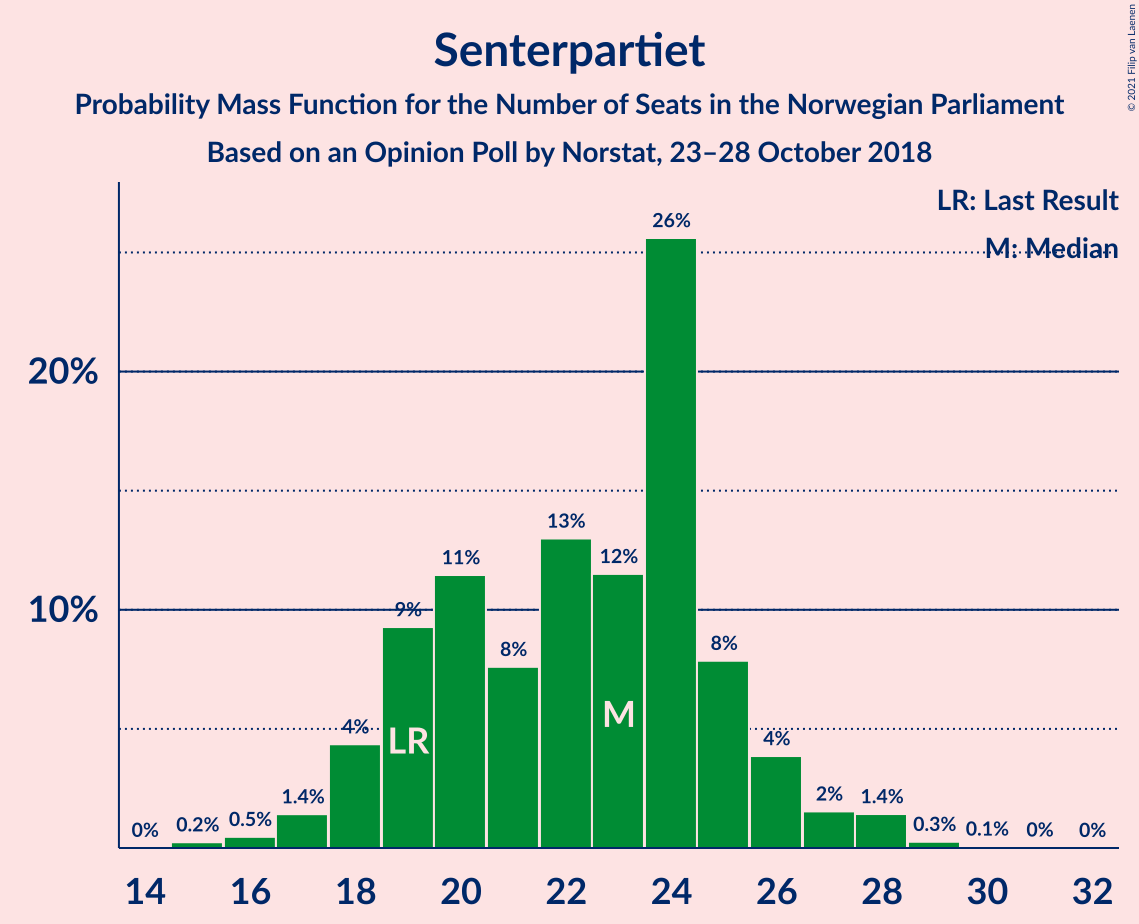 © 2021 Filip van Laenen
Senterpartiet
Probability Mass Function for the Number of Seats in the Norwegian Parliament
Based on an Opinion Poll by Norstat, 23–28 October 2018
LR: Last Result
M: Median
20%
10%
0%
0.2%
0.5%
1.4%
4%
9%
11%
8%
13%
12%
26%
8%
4%
2%
1.4%
0.3%
0.1%
0%
0%
LR
M
14 16 18 20 22 24 26 28 30 32